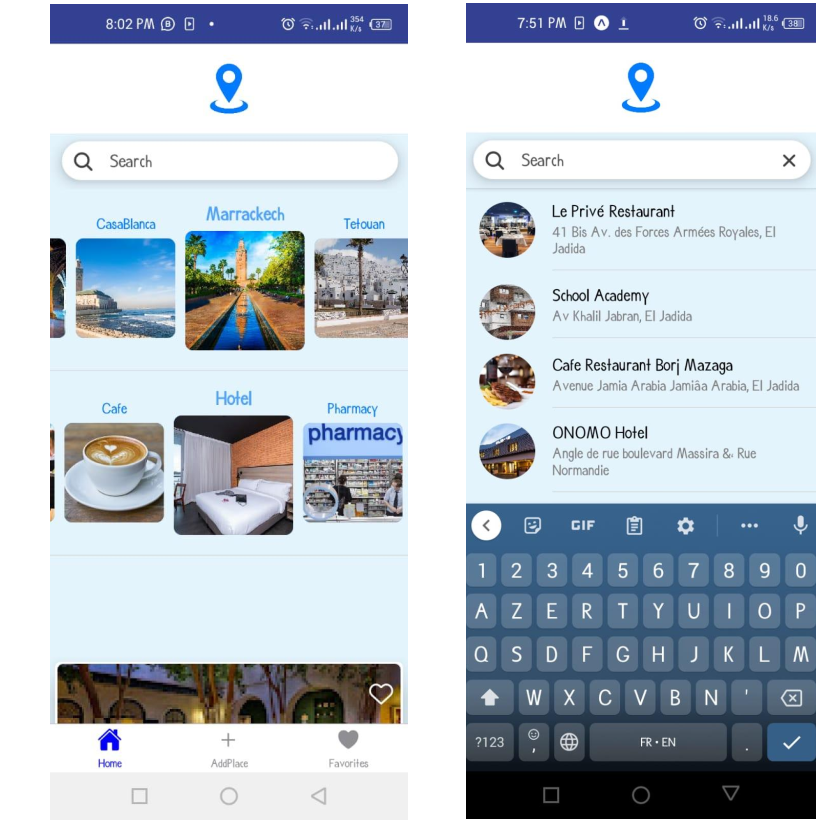 8:02 PM
354 K/s
37
Search
CasaBlanca
Marrackech
Tetouan
Cafe
Hotel
Pharmacy
pharmacy
Home
AddPlace
Favorites
7:51 PM
18.6 K/s
38
Search
Le Privé Restaurant
41 Bis Av. des Forces Armées Royales, El
Jadida
School Academy
Av Khalil Jabran, El Jadida
Cafe Restaurant Borj Mazaga
Avenue Jamia Arabia Jamiâa Arabia, El Jadida
ONOMO Hotel
Angle de rue boulevard Massira & Rue
Normandie
GIF
1 2 3 4 5 6 7 8 9 0
A Z E R T Y U I O P
Q S D F G H J K L M
W X C V B N '
?123 , FR • EN .